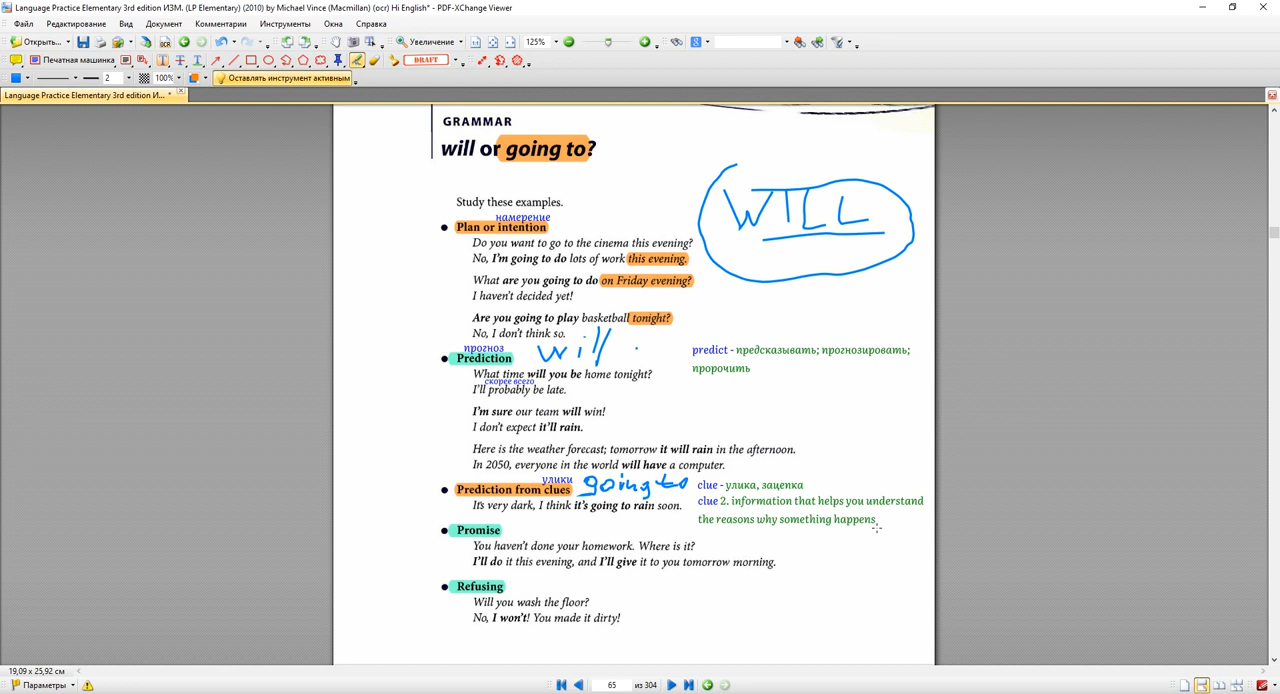 Language Practice Elementary 3rd edition ИЗМ. (LP Elementary) (2010) by Michael Vince (Macmillan) (ocr) Hi English* - PDF-XChange Viewer
Файл Редактирование Вид Документ Комментарии Инструменты Окна Справка
Открыть... OCR Увеличение 125%
Печатная машинка DRAFT
2 100% Оставлять инструмент активным
Language Practice Elementary 3rd edition И... *
GRAMMAR
will or going to?
WILL
Study these examples.
намерение
Plan or intention
Do you want to go to the cinema this evening?
No, I'm going to do lots of work this evening.
What are you going to do on Friday evening?
I haven't decided yet!
Are you going to play basketball tonight?
No, I don't think so.
прогноз
Prediction will
predict - предсказывать; прогнозировать;
пророчить
What time will you be home tonight?
скорее всего
I'll probably be late.
I'm sure our team will win!
I don't expect it'll rain.
Here is the weather forecast; tomorrow it will rain in the afternoon.
In 2050, everyone in the world will have a computer.
улики
Prediction from clues going to
clue - улика, зацепка
clue 2. information that helps you understand
the reasons why something happens
It's very dark, I think it's going to rain soon.
Promise
You haven't done your homework. Where is it?
I'll do it this evening, and I'll give it to you tomorrow morning.
Refusing
Will you wash the floor?
No, I won't! You made it dirty!
19,09 x 25,92 см
Параметры 65 из 304